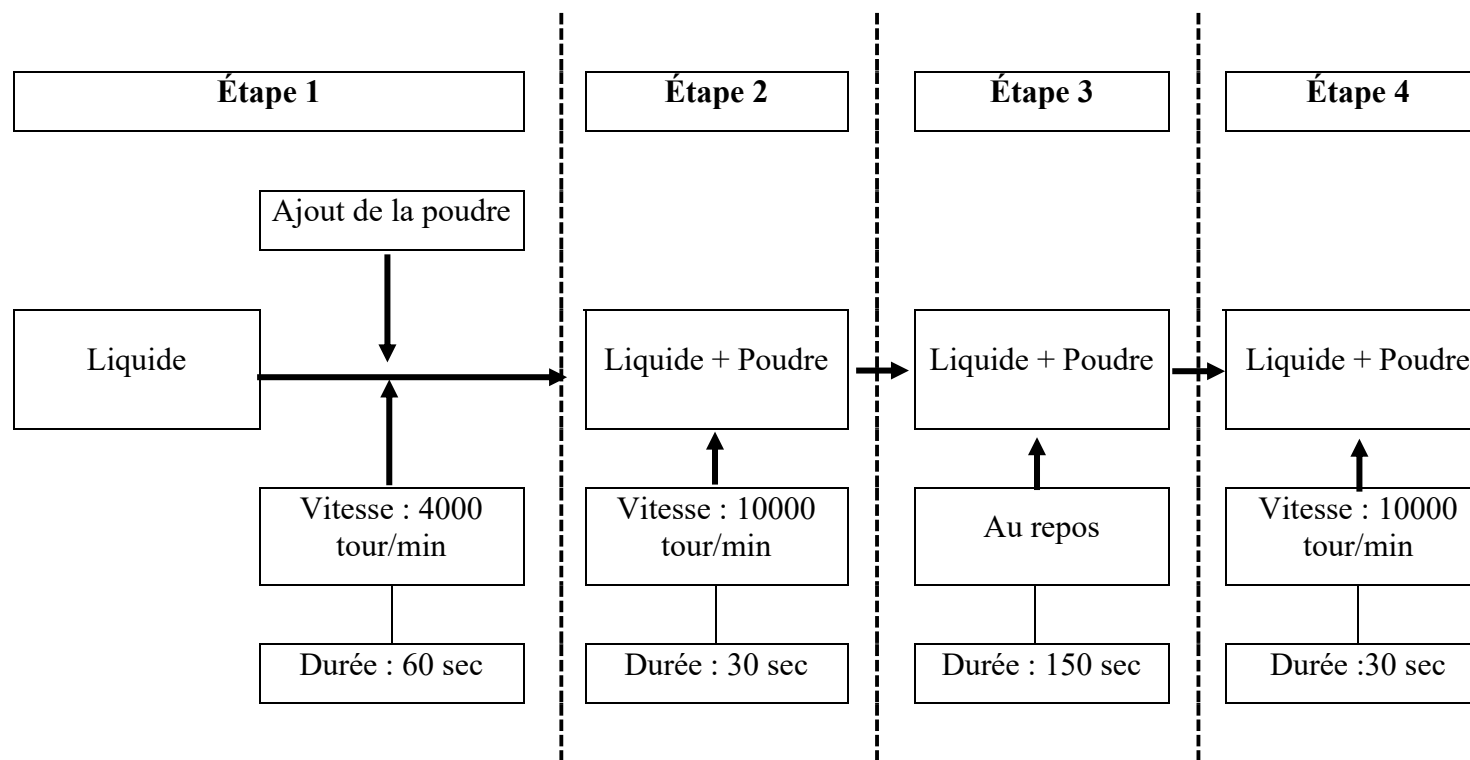 Étape 1
Étape 2
Étape 3
Étape 4
Ajout de la poudre
Liquide
Liquide + Poudre
Liquide + Poudre
Liquide + Poudre
Vitesse : 4000
tour/min
Vitesse : 10000
tour/min
Au repos
Vitesse : 10000
tour/min
Durée : 60 sec
Durée : 30 sec
Durée : 150 sec
Durée :30 sec